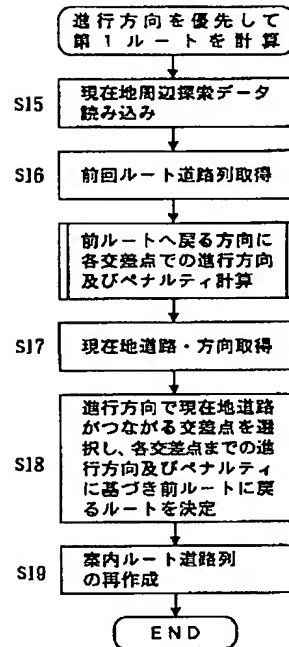 進行方向を優先して
第1ルートを計算
S15
現在地周辺探索データ
読み込み
S16
前回ルート道路列取得
前ルートへ戻る方向に
各交差点での進行方向
及びペナルティ計算
S17
現在地道路・方向取得
S18
進行方向で現在地道路
がつながる交差点を選
択し、各交差点までの進
行方向及びペナルティ
に基づき前ルートに戻
るルートを決定
S19
案内ルート道路列
の再作成
END